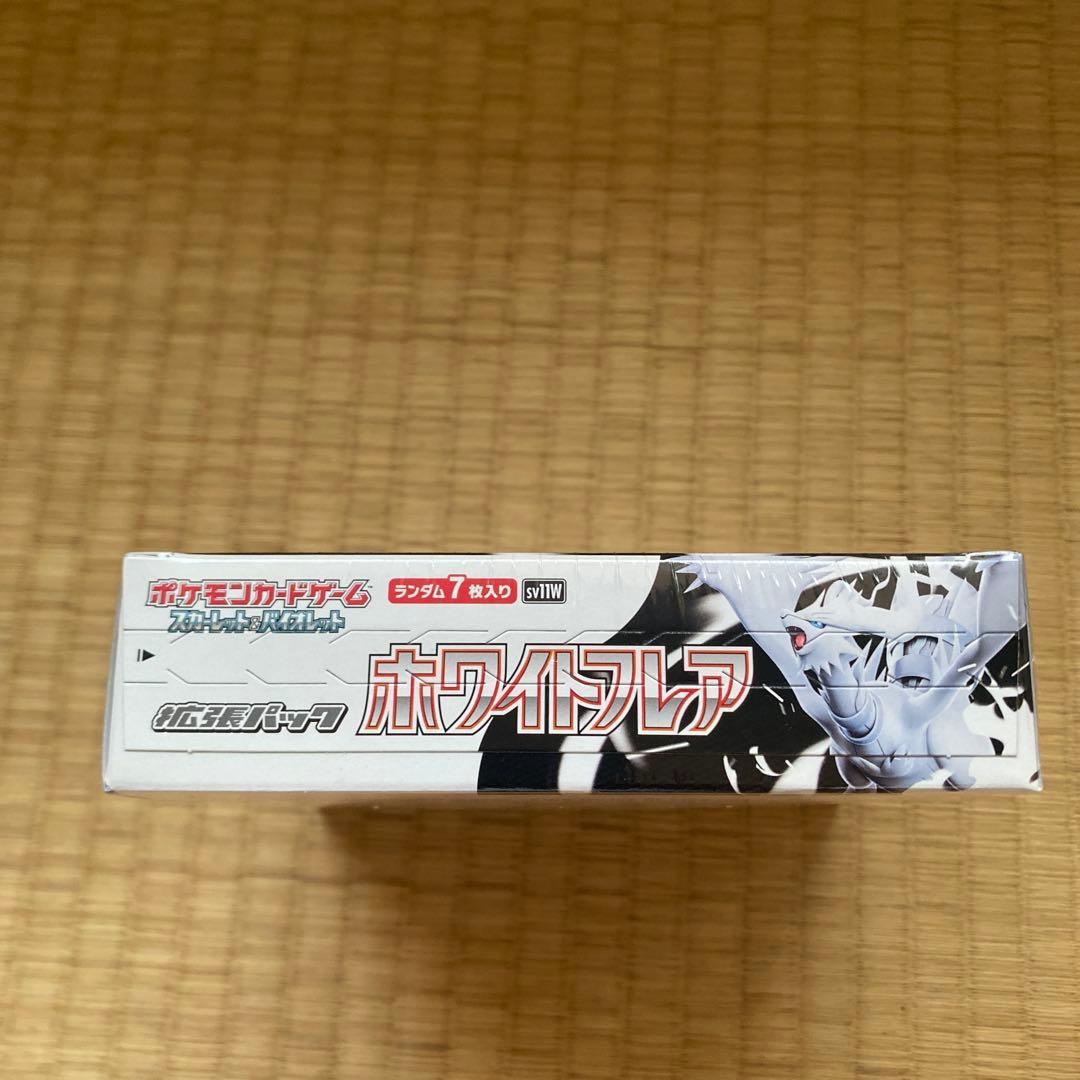 ポケモンカードゲーム
スカーレット&バイオレット
ランダム7枚入り
sv11W
拡張パック
ホワイトフレア